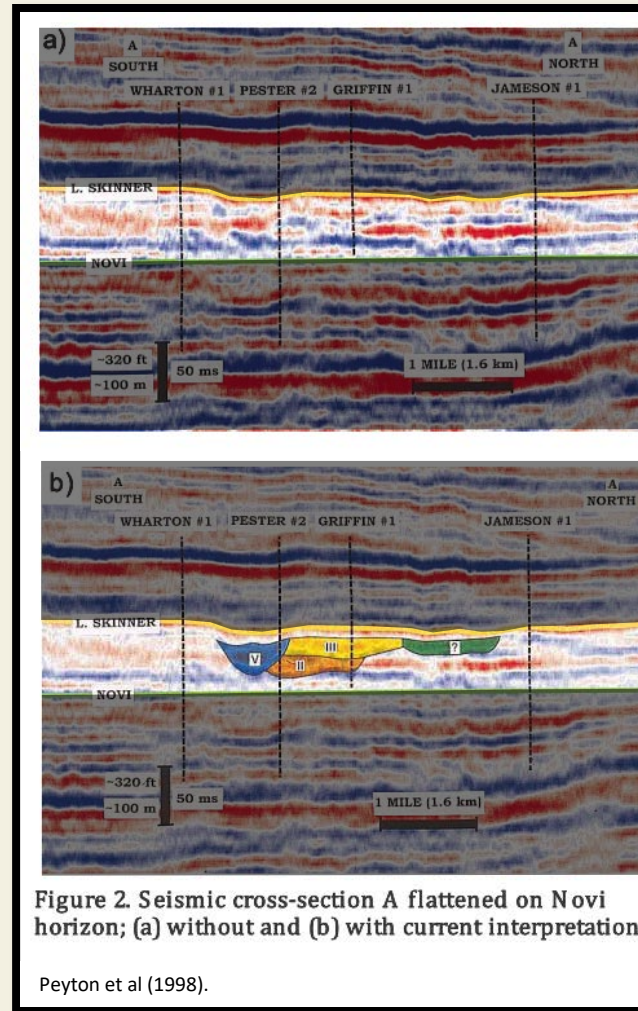 a)
A
SOUTH
A
NORTH
WHARTON #1 PESTER #2 GRIFFIN #1 JAMESON #1
L. SKINNER
NOVI
~320 ft
~100 m
50 ms
1 MILE (1.6 km)
b)
A
SOUTH
A
NORTH
WHARTON #1 PESTER #2 GRIFFIN #1 JAMESON #1
L. SKINNER
V
III
?
II
NOVI
~320 ft
~100 m
50 ms
1 MILE (1.6 km)
Figure 2. Seismic cross-section A flattened on Novi
horizon; (a) without and (b) with current interpretation
Peyton et al (1998).